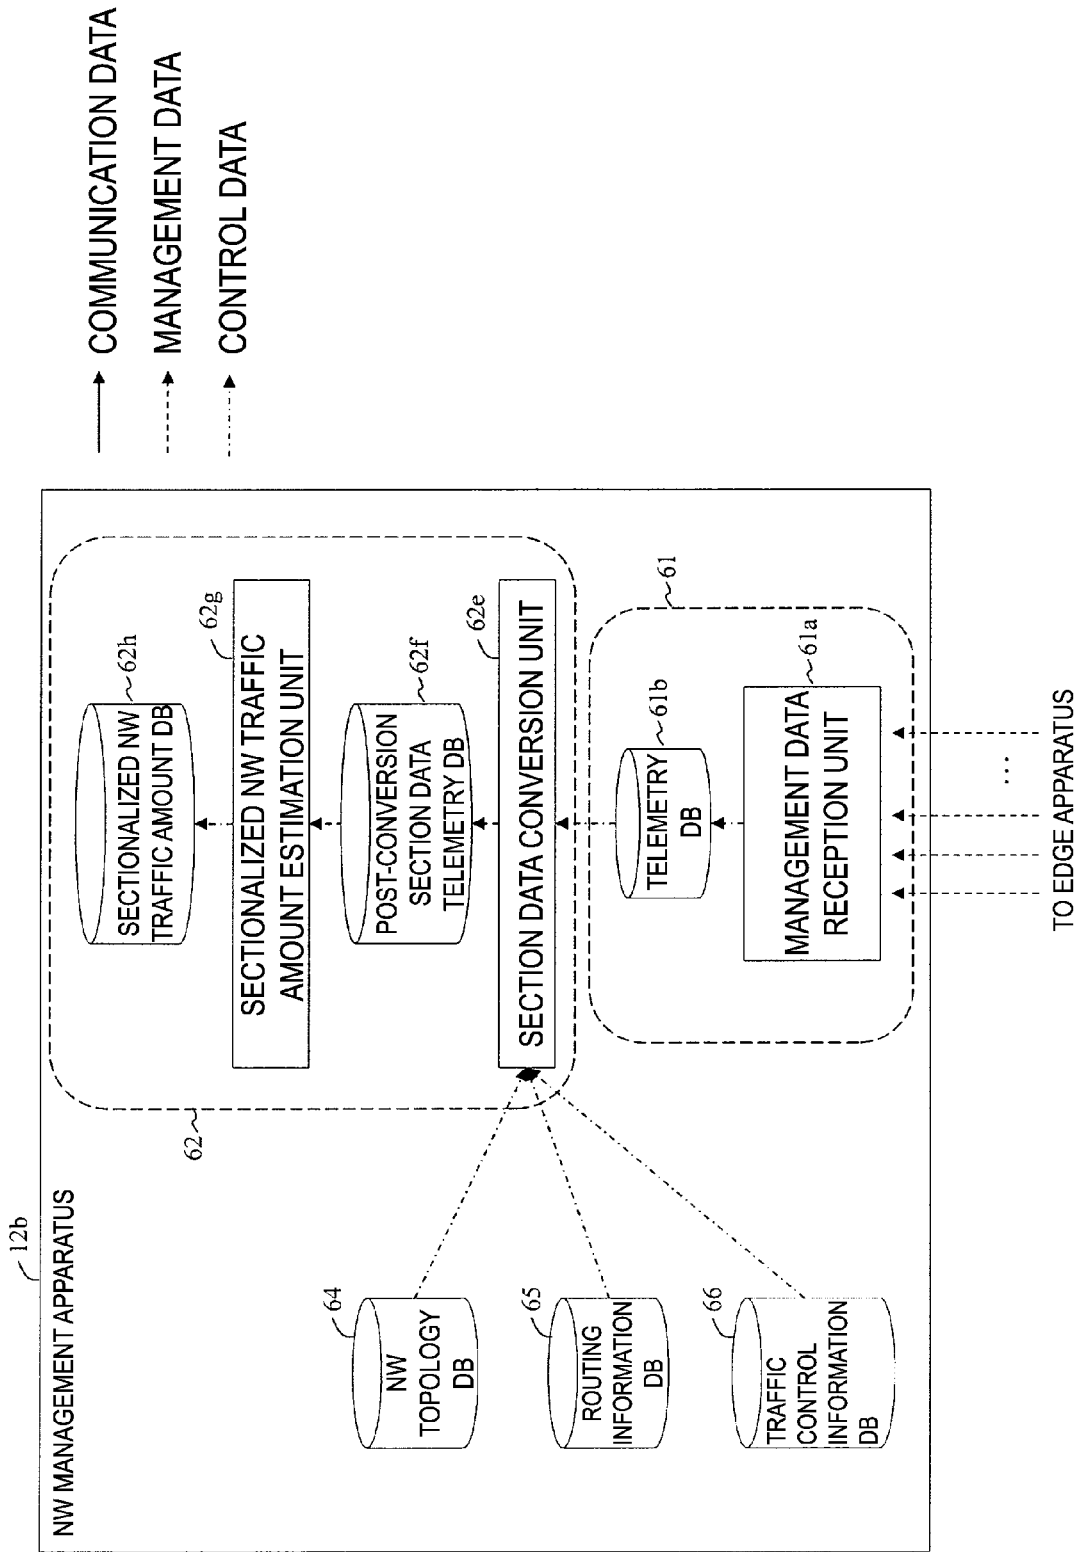 COMMUNICATION DATA
MANAGEMENT DATA
CONTROL DATA
12b
NW MANAGEMENT APPARATUS
62
62h
SECTIONALIZED NW
TRAFFIC AMOUNT DB
62g
SECTIONALIZED NW TRAFFIC
AMOUNT ESTIMATION UNIT
62f
POST-CONVERSION
SECTION DATA
TELEMETRY DB
62e
SECTION DATA CONVERSION UNIT
64
NW
TOPOLOGY
DB
65
ROUTING
INFORMATION
DB
66
TRAFFIC
CONTROL
INFORMATION
DB
61
61b
TELEMETRY
DB
61a
MANAGEMENT DATA
RECEPTION UNIT
...
TO EDGE APPARATUS